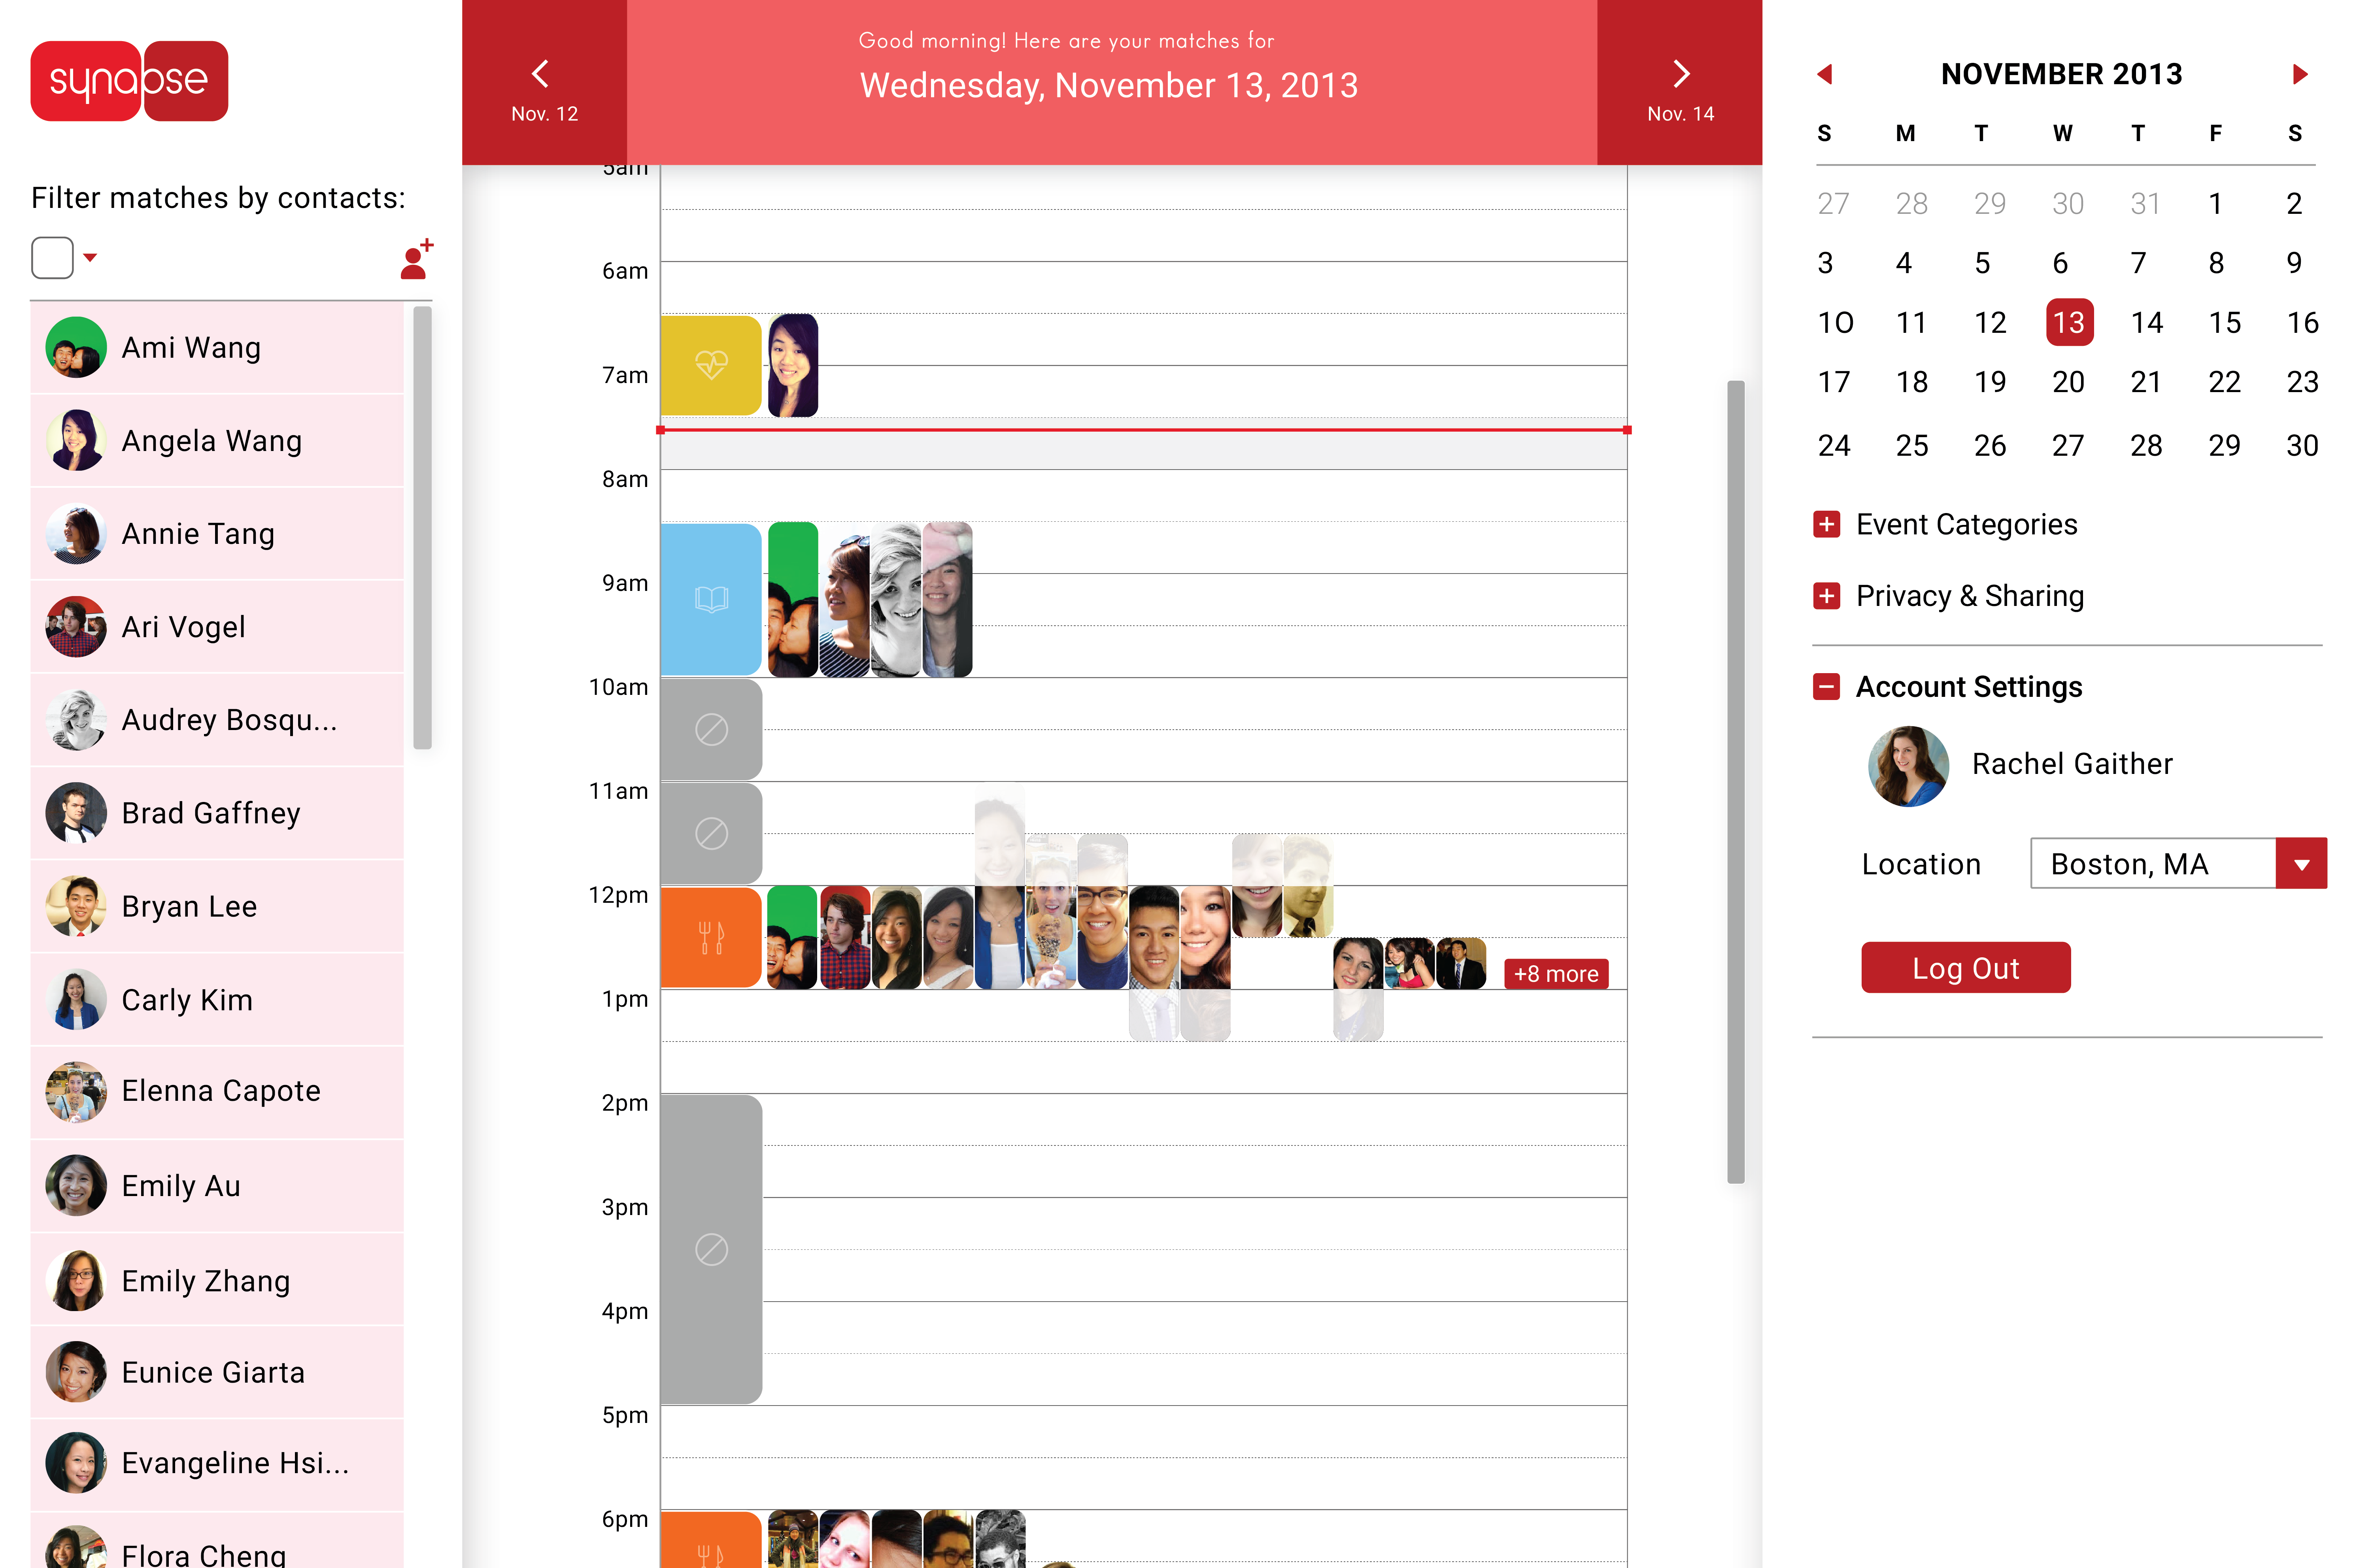 synapse
Filter matches by contacts:
Ami Wang
Angela Wang
Annie Tang
Ari Vogel
Audrey Bosqu...
Brad Gaffney
Bryan Lee
Carly Kim
Elenna Capote
Emily Au
Emily Zhang
Eunice Giarta
Evangeline Hsi...
Flora Cheng
Nov. 12
Good morning! Here are your matches for
Wednesday, November 13, 2013
Nov. 14
5am
6am
7am
8am
9am
10am
11am
12pm
+8 more
1pm
2pm
3pm
4pm
5pm
6pm
NOVEMBER 2013
S M T W T F S
27 28 29 30 31 1 2
3 4 5 6 7 8 9
10 11 12 13 14 15 16
17 18 19 20 21 22 23
24 25 26 27 28 29 30
Event Categories
Privacy & Sharing
Account Settings
Rachel Gaither
Location Boston, MA
Log Out